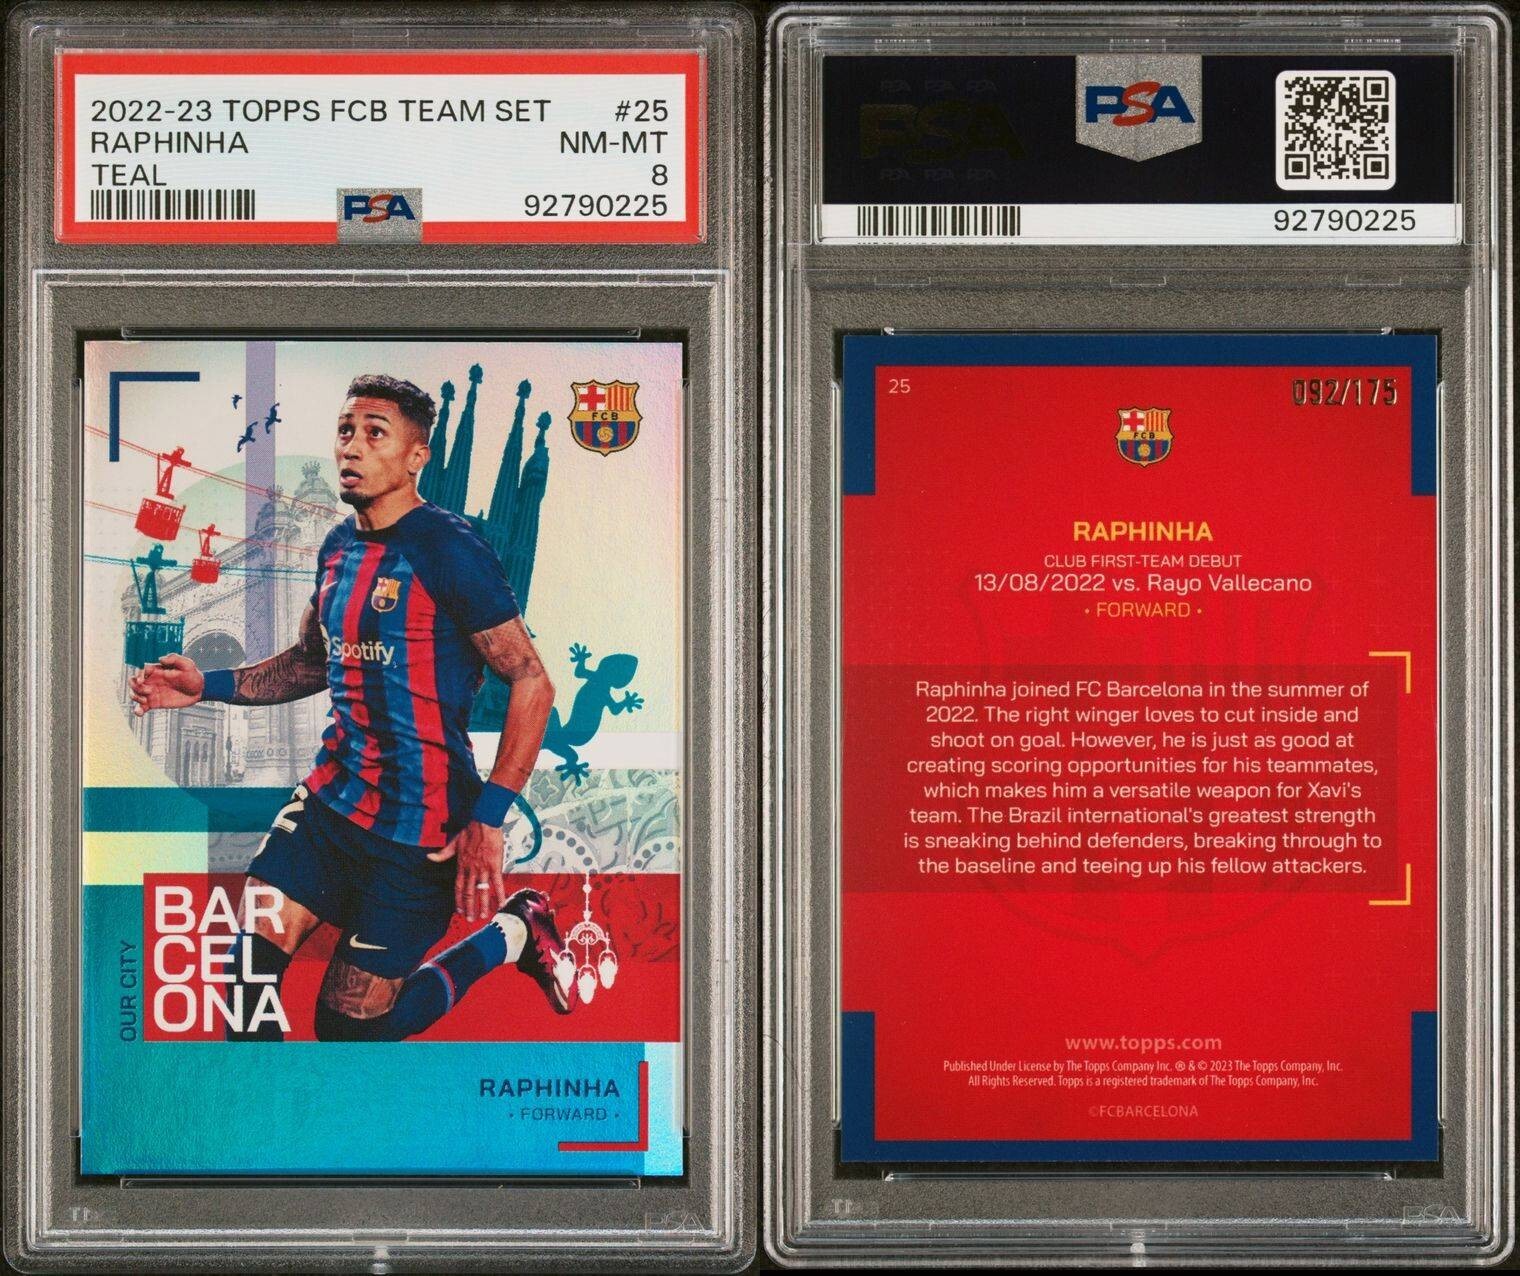 2022-23 TOPPS FCB TEAM SET #25
RAPHINHA NM-MT
TEAL 8
PSA 92790225
FCB
Spotify
2
BAR
CEL
ONA
OUR CITY
RAPHINHA
• FORWARD •
PSA
PSA
PSA
92790225
25 092/175
FCB
RAPHINHA
CLUB FIRST-TEAM DEBUT
13/08/2022 vs. Rayo Vallecano
• FORWARD •
Raphinha joined FC Barcelona in the summer of
2022. The right winger loves to cut inside and
shoot on goal. However, he is just as good at
creating scoring opportunities for his teammates,
which makes him a versatile weapon for Xavi's
team. The Brazil international's greatest strength
is sneaking behind defenders, breaking through to
the baseline and teeing up his fellow attackers.
www.topps.com
Published Under License by The Topps Company Inc. ® & © 2023 The Topps Company, Inc.
All Rights Reserved. Topps is a registered trademark of The Topps Company, Inc.
©FCBARCELONA
PSA